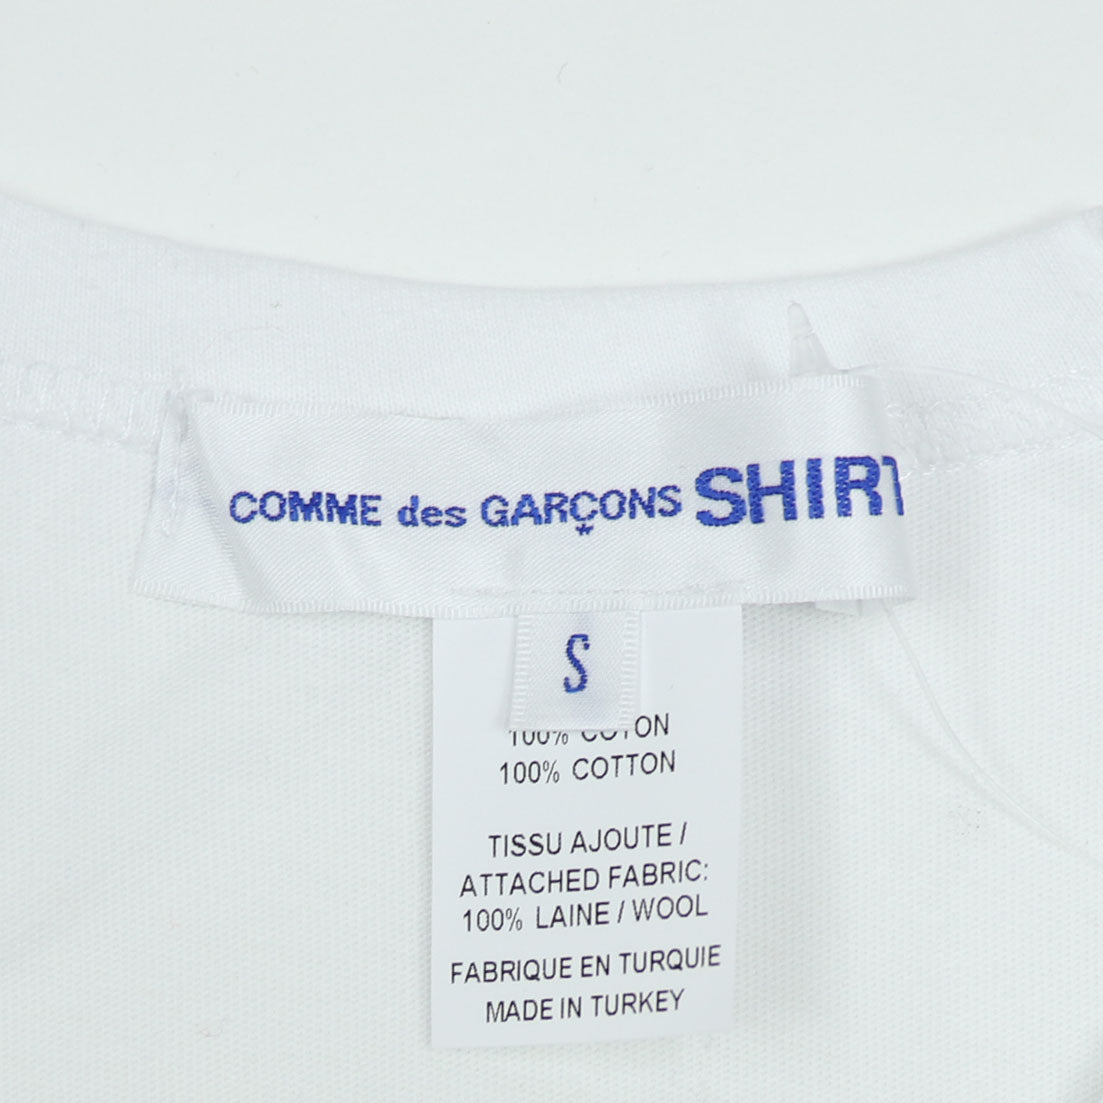 COMME des GARÇONS SHIRT
S
100% COTON
100% COTTON
TISSU AJOUTE /
ATTACHED FABRIC:
100% LAINE / WOOL
FABRIQUE EN TURQUIE
MADE IN TURKEY